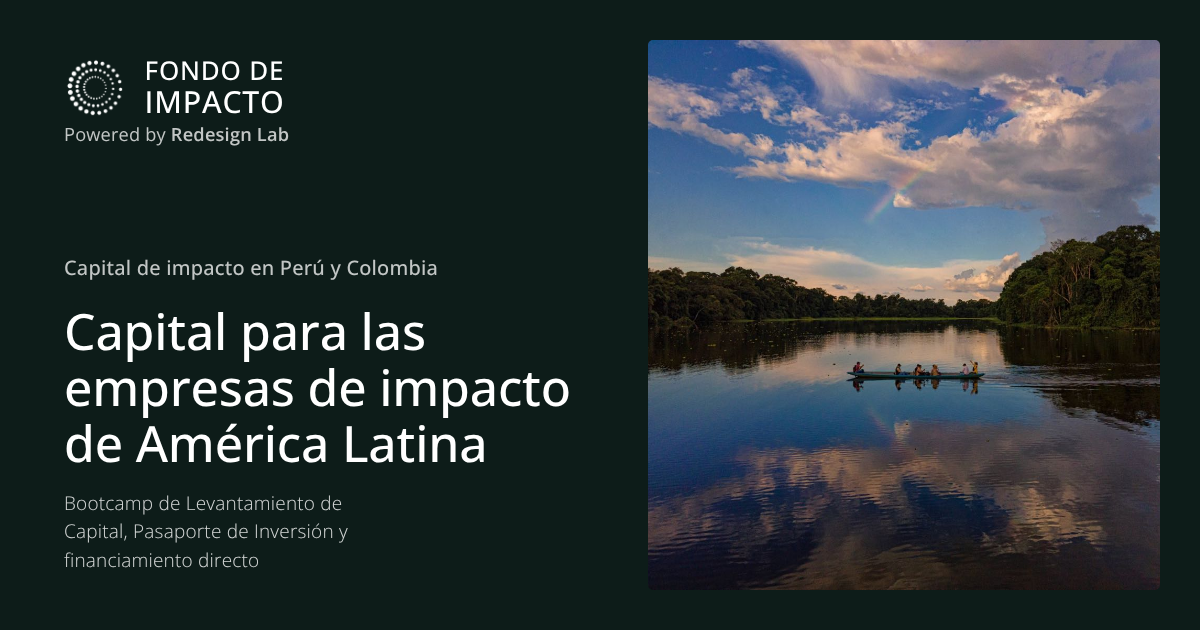 FONDO DE
IMPACTO
Powered by Redesign Lab
Capital de impacto en Perú y Colombia
Capital para las
empresas de impacto
de América Latina
Bootcamp de Levantamiento de
Capital, Pasaporte de Inversión y
financiamiento directo